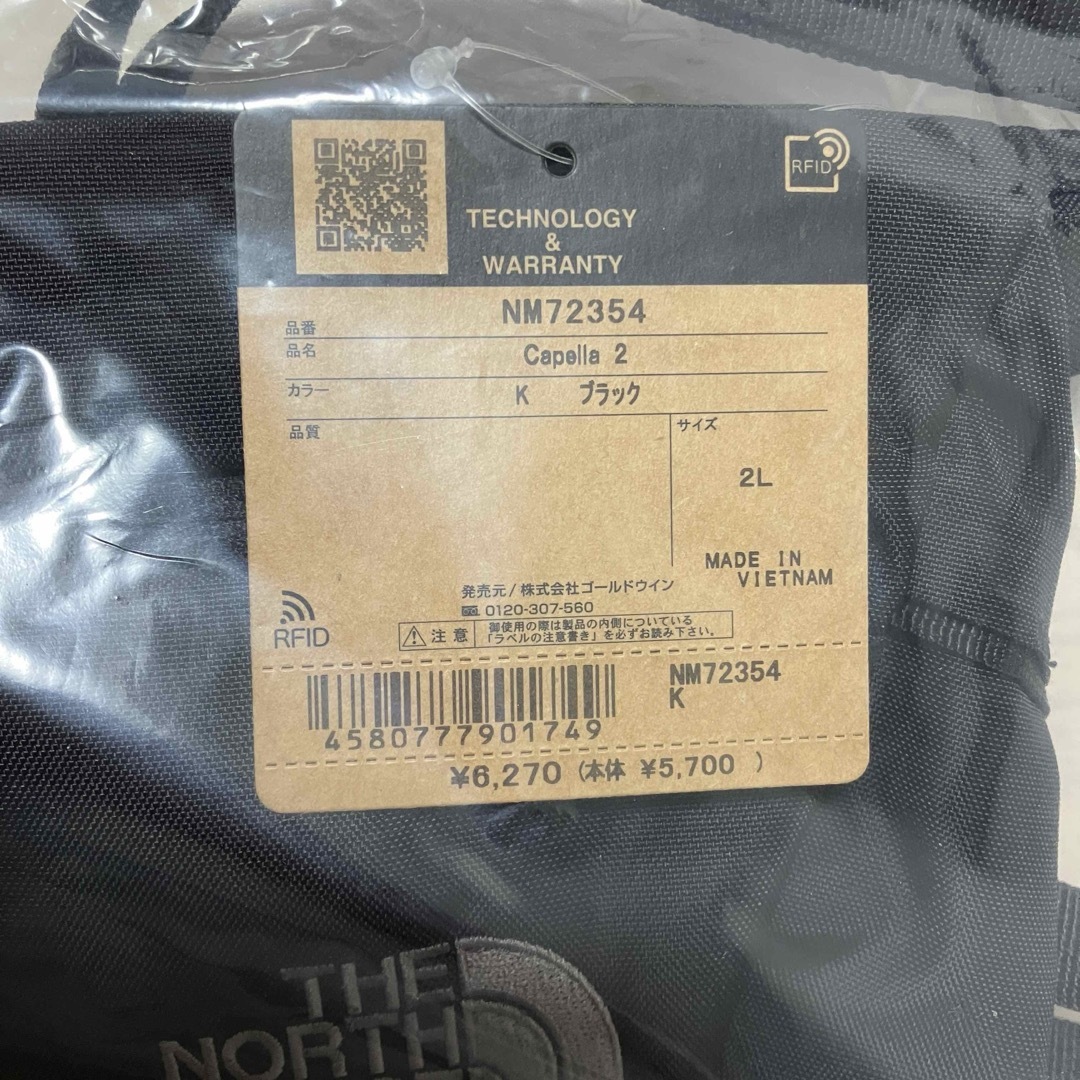 RFID
TECHNOLOGY
&
WARRANTY
品番 NM72354
品名 Capella 2
カラー K ブラック
品質
サイズ
2L
MADE IN
VIETNAM
発売元/株式会社ゴールドウイン
0120-307-560
RFID
注意
御使用の際は製品の内側についている
「ラベルの注意書き」を必ずお読み下さい。
NM72354
K
4580777901749
¥6,270 (本体 ¥5,700 )
THE
NORTH